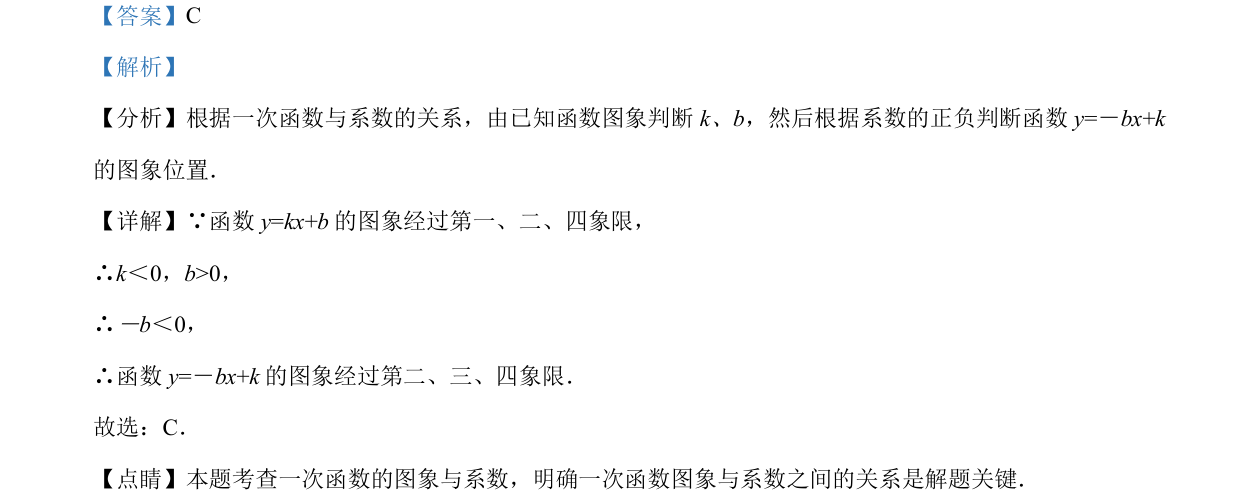 【答案】C
【解析】
【分析】根据一次函数与系数的关系，由已知函数图象判断 k、b，然后根据系数的正负判断函数 y=－bx+k
的图象位置．
【详解】∵函数 y=kx+b 的图象经过第一、二、四象限，
∴k＜0，b>0，
∴ －b＜0，
∴函数 y=－bx+k 的图象经过第二、三、四象限．
故选：C．
【点睛】本题考查一次函数的图象与系数，明确一次函数图象与系数之间的关系是解题关键．